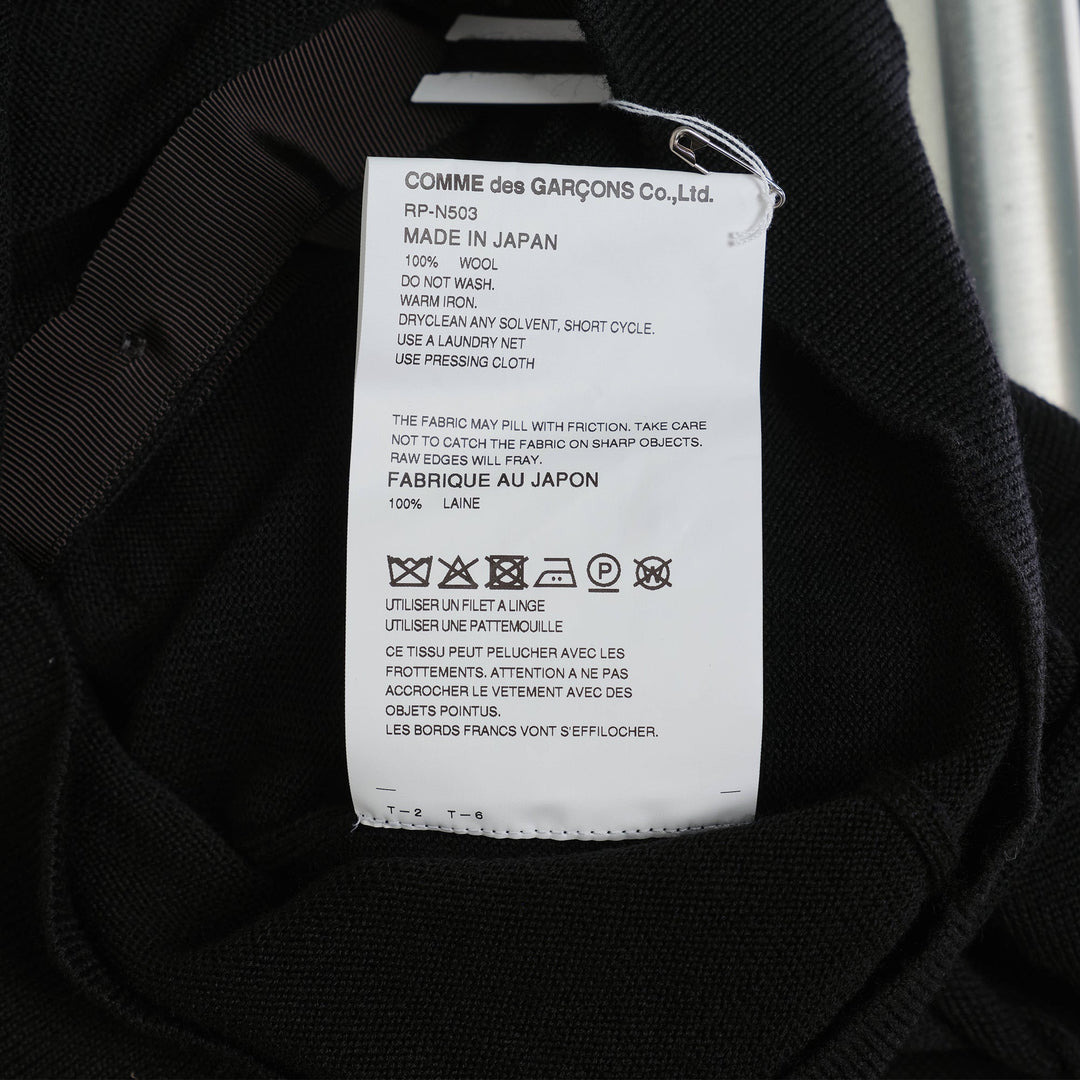 COMME des GARÇONS Co.,Ltd.
RP-N503
MADE IN JAPAN
100% WOOL
DO NOT WASH.
WARM IRON.
DRYCLEAN ANY SOLVENT, SHORT CYCLE.
USE A LAUNDRY NET
USE PRESSING CLOTH
THE FABRIC MAY PILL WITH FRICTION. TAKE CARE
NOT TO CATCH THE FABRIC ON SHARP OBJECTS.
RAW EDGES WILL FRAY.
FABRIQUE AU JAPON
100% LAINE
P W
UTILISER UN FILET A LINGE
UTILISER UNE PATTEMOUILLE
CE TISSU PEUT PELUCHER AVEC LES
FROTTEMENTS. ATTENTION A NE PAS
ACCROCHER LE VETEMENT AVEC DES
OBJETS POINTUS.
LES BORDS FRANCS VONT S'EFFILOCHER.
T-2 T-6